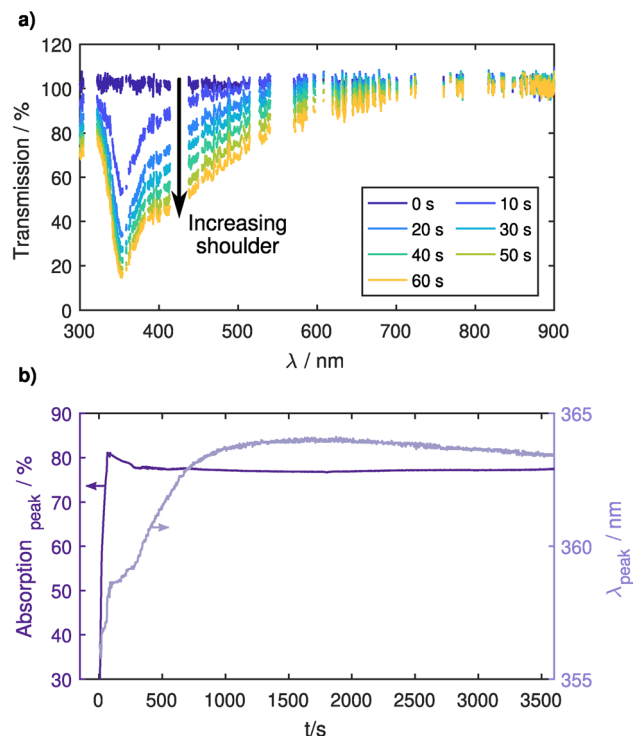 a)
120
100
80
60
40
20
0
Transmission / %
Increasing
shoulder
0 s 10 s
20 s 30 s
40 s 50 s
60 s
300 400 500 600 700 800 900
λ / nm
b)
90
80
70
60
50
40
30
Absorption peak / %
365
360
355
λpeak / nm
0 500 1000 1500 2000 2500 3000 3500
t/s